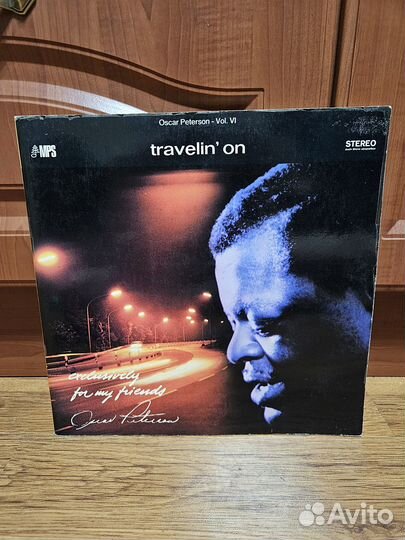 Oscar Peterson - Vol. VI
MPS
travelin' on
STEREO
exclusively
for my friends
Oscar Peterson
Avito